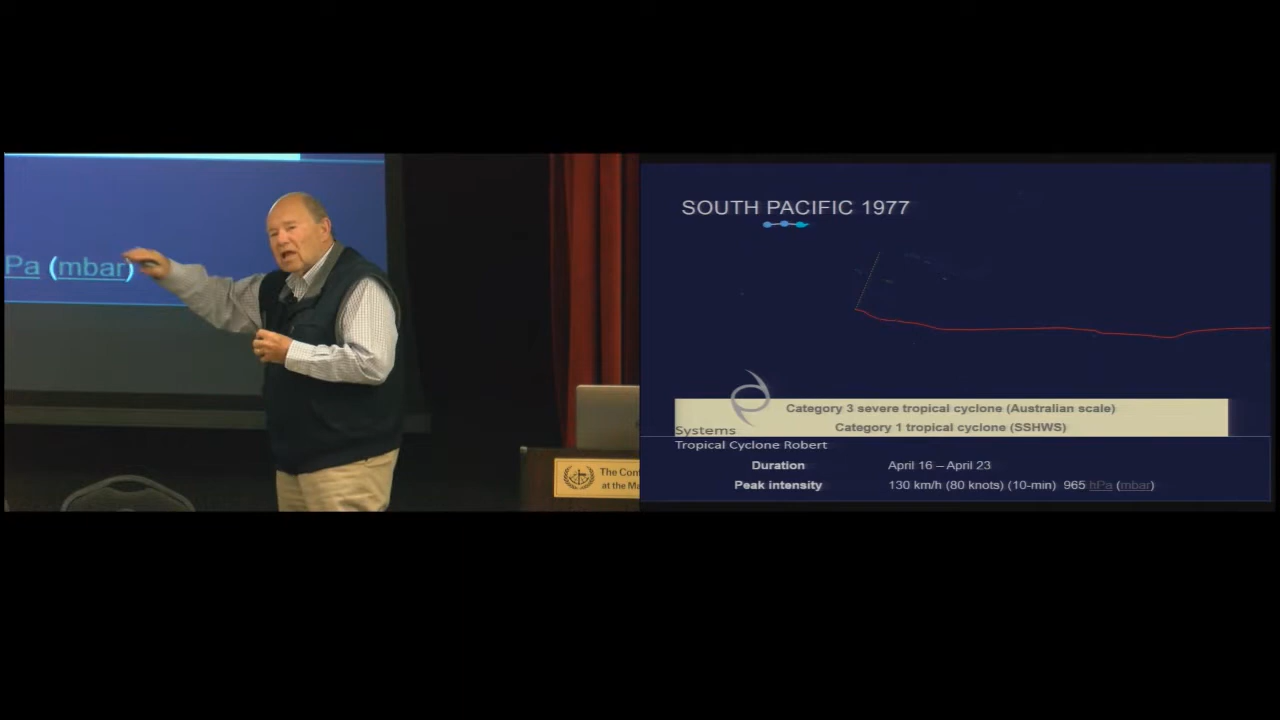 Pa (mbar)
The Con
at the Ma
SOUTH PACIFIC 1977
Category 3 severe tropical cyclone (Australian scale)
Category 1 tropical cyclone (SSHWS)
Systems
Tropical Cyclone Robert
Duration April 16 – April 23
Peak intensity 130 km/h (80 knots) (10-min) 965 hPa (mbar)